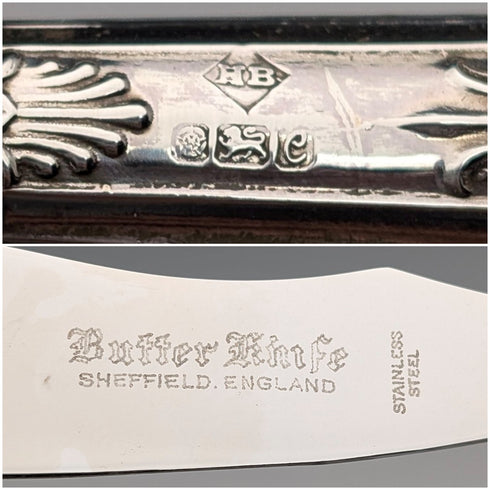 HB
C
Butter Knife
SHEFFIELD. ENGLAND
STAINLESS
STEEL